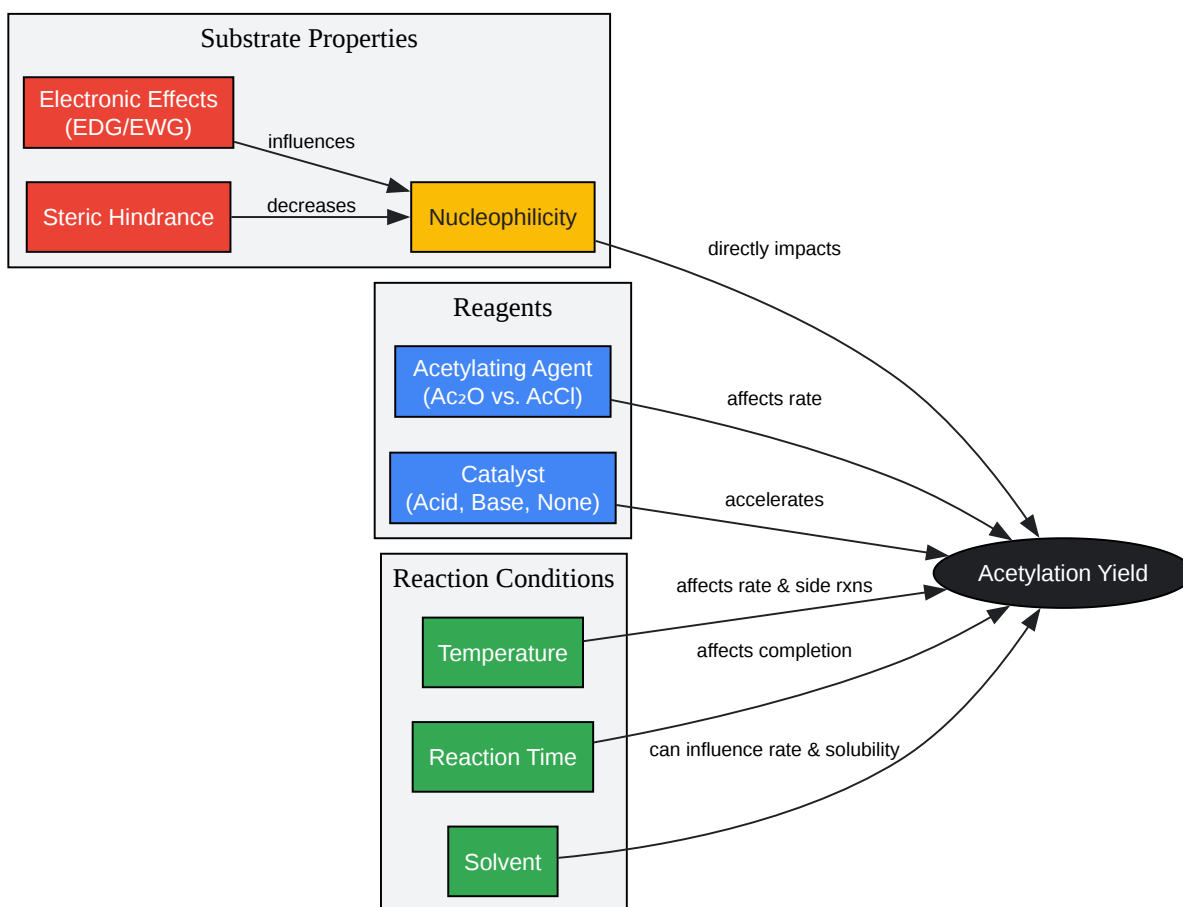 Substrate Properties
Electronic Effects
(EDG/EWG)
influences
Steric Hindrance
decreases
Nucleophilicity
directly impacts
Reagents
Acetylating Agent
(Ac₂O vs. AcCl)
affects rate
Catalyst
(Acid, Base, None)
accelerates
Acetylation Yield
Reaction Conditions
affects rate & side rxns
Temperature
affects completion
Reaction Time
can influence rate & solubility
Solvent